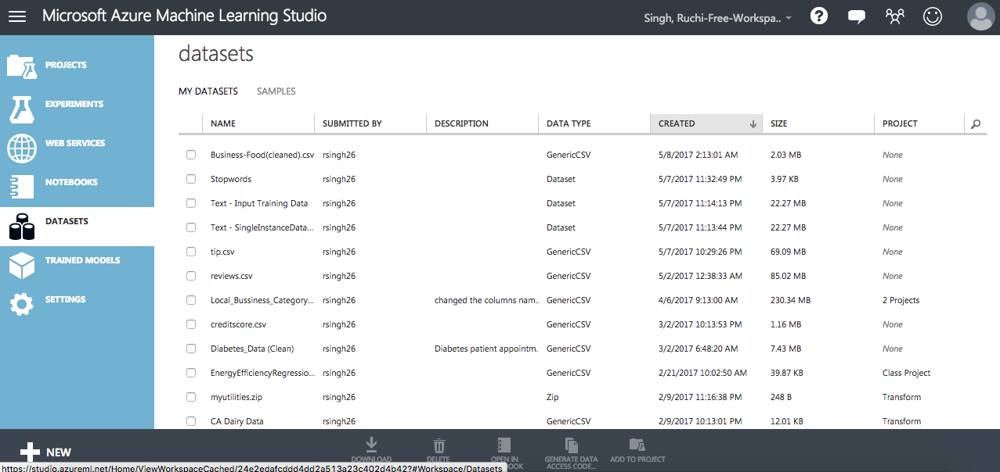 Microsoft Azure Machine Learning Studio Singh, Ruchi-Free-Workspa..
PROJECTS
EXPERIMENTS
WEB SERVICES
NOTEBOOKS
DATASETS
TRAINED MODELS
SETTINGS
datasets
MY DATASETS SAMPLES
NAME SUBMITTED BY DESCRIPTION DATA TYPE CREATED SIZE PROJECT
Business-Food(cleaned).csv rsingh26 GenericCSV 5/8/2017 2:13:01 AM 2.03 MB None
Stopwords rsingh26 Dataset 5/7/2017 11:32:49 PM 3.97 KB None
Text - Input Training Data rsingh26 Dataset 5/7/2017 11:14:13 PM 22.27 MB None
Text - SingleInstanceData... rsingh26 Dataset 5/7/2017 11:13:44 PM 22.27 MB None
tip.csv rsingh26 GenericCSV 5/7/2017 10:29:26 PM 69.09 MB None
reviews.csv rsingh26 GenericCSV 5/2/2017 12:38:33 AM 85.02 MB None
Local_Bussiness_Category... rsingh26 changed the columns nam.. GenericCSV 4/6/2017 9:13:00 AM 230.34 MB 2 Projects
creditscore.csv rsingh26 GenericCSV 3/2/2017 10:13:53 PM 1.16 MB None
Diabetes_Data (Clean) rsingh26 Diabetes patient appointm. GenericCSV 3/2/2017 6:48:20 AM 7.43 MB None
EnergyEfficiencyRegressio... rsingh26 GenericCSV 2/21/2017 10:02:50 AM 39.87 KB Class Project
myutilities.zip rsingh26 Zip 2/9/2017 11:16:38 PM 248 B Transform
CA Dairy Data rsingh26 GenericCSV 2/9/2017 10:13:01 PM 12.01 KB Transform
NEW
DOWNLOAD DELETE OPEN IN GENERATE DATA ADD TO PROJECT
OOK ACCESS CODE...
https://studio.azureml.net/Home/ViewWorkspaceCached/24e2edafcddd4dd2a513a23c402d4b42?#Workspace/Datasets